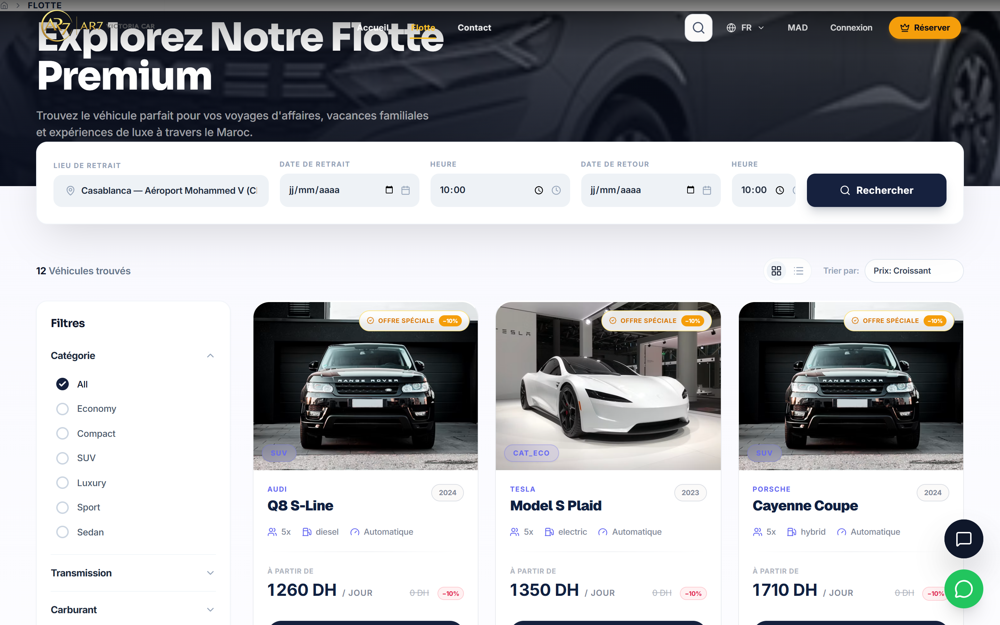 FLOTTE
AR7 | AR7 VICTORIA CAR
Accueil
Flotte
Contact
FR
MAD
Connexion
Réserver
Explorez Notre Flotte
Premium
Trouvez le véhicule parfait pour vos voyages d'affaires, vacances familiales
et expériences de luxe à travers le Maroc.
LIEU DE RETRAIT
Casablanca — Aéroport Mohammed V (C
DATE DE RETRAIT
jj/mm/aaaa
HEURE
10:00
DATE DE RETOUR
jj/mm/aaaa
HEURE
10:00
Rechercher
12 Véhicules trouvés
Trier par:
Prix: Croissant
Filtres
Catégorie
All
Economy
Compact
SUV
Luxury
Sport
Sedan
Transmission
Carburant
OFFRE SPÉCIALE −10%
RANGE ROVER
SUV
AUDI
2024
Q8 S-Line
5x
diesel
Automatique
À PARTIR DE
1260 DH / JOUR
0 DH
−10%
OFFRE SPÉCIALE −10%
TESLA
CAT_ECO
TESLA
2023
Model S Plaid
5x
electric
Automatique
À PARTIR DE
1350 DH / JOUR
0 DH
−10%
OFFRE SPÉCIALE −10%
RANGE ROVER
SUV
PORSCHE
2024
Cayenne Coupe
5x
hybrid
Automatique
À PARTIR DE
1710 DH / JOUR
0 DH
−10%